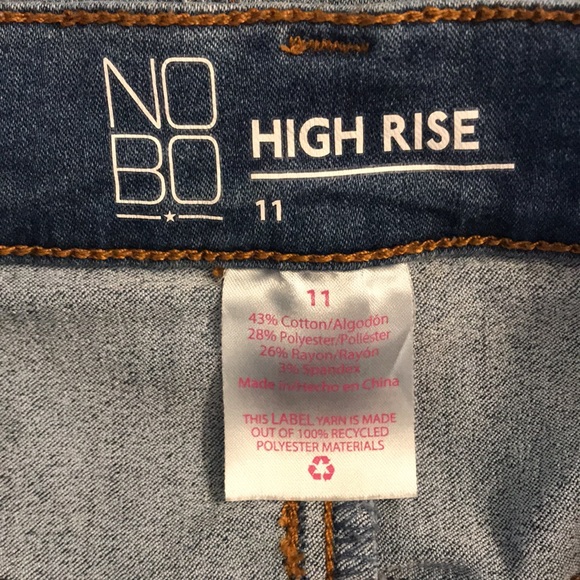 NO
BO
HIGH RISE
11
11
43% Cotton/Algodón
28% Polyester/Poliéster
26% Rayon/Rayón
3% Spandex
Made in/Hecho en China
THIS LABEL YARN IS MADE
OUT OF 100% RECYCLED
POLYESTER MATERIALS